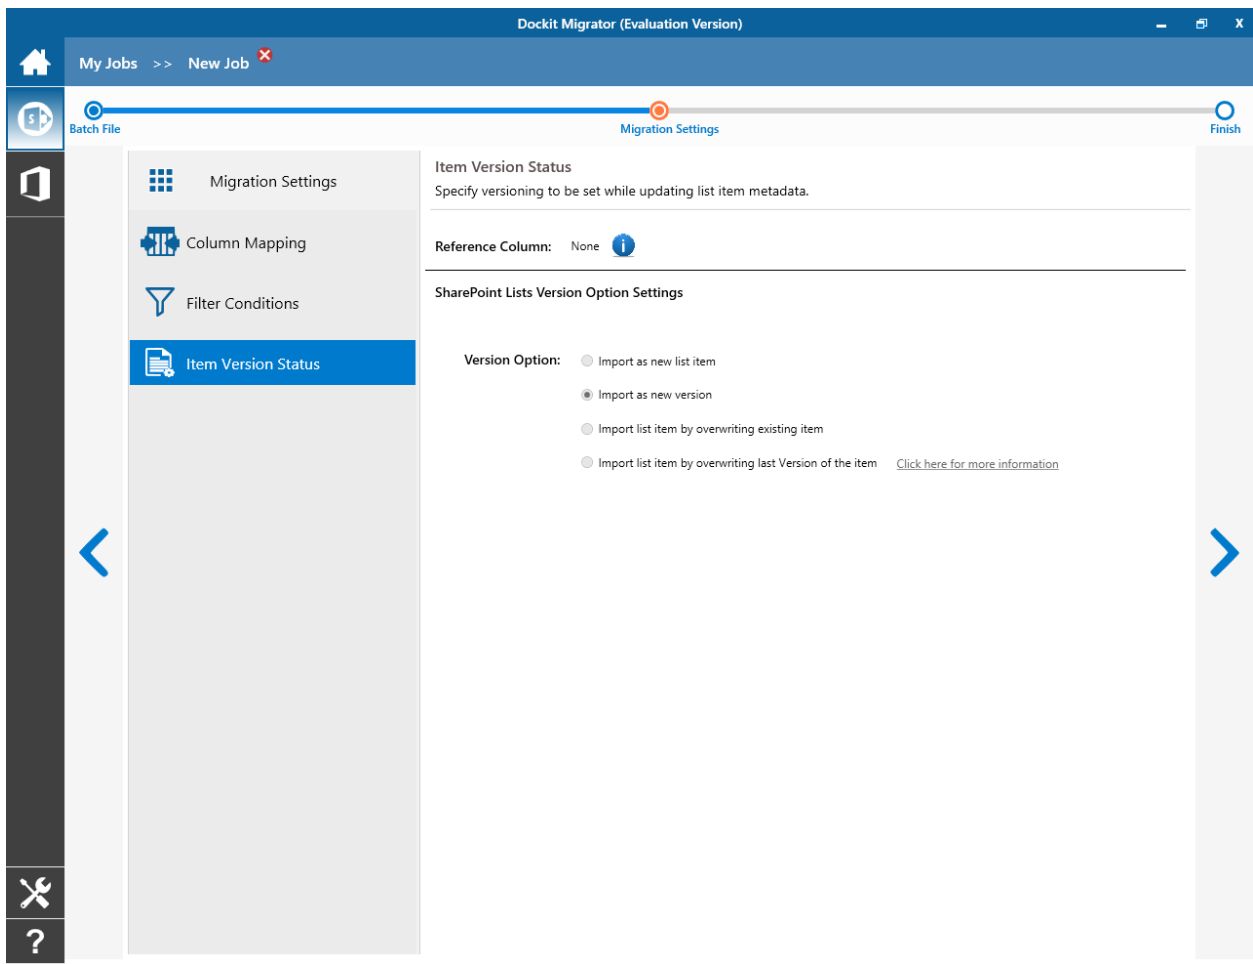 Dockit Migrator (Evaluation Version)
My Jobs >> New Job
Batch File
Migration Settings
Finish
Migration Settings
Column Mapping
Filter Conditions
Item Version Status
Item Version Status
Specify versioning to be set while updating list item metadata.
Reference Column: None
SharePoint Lists Version Option Settings
Version Option: Import as new list item
Import as new version
Import list item by overwriting existing item
Import list item by overwriting last Version of the item Click here for more information